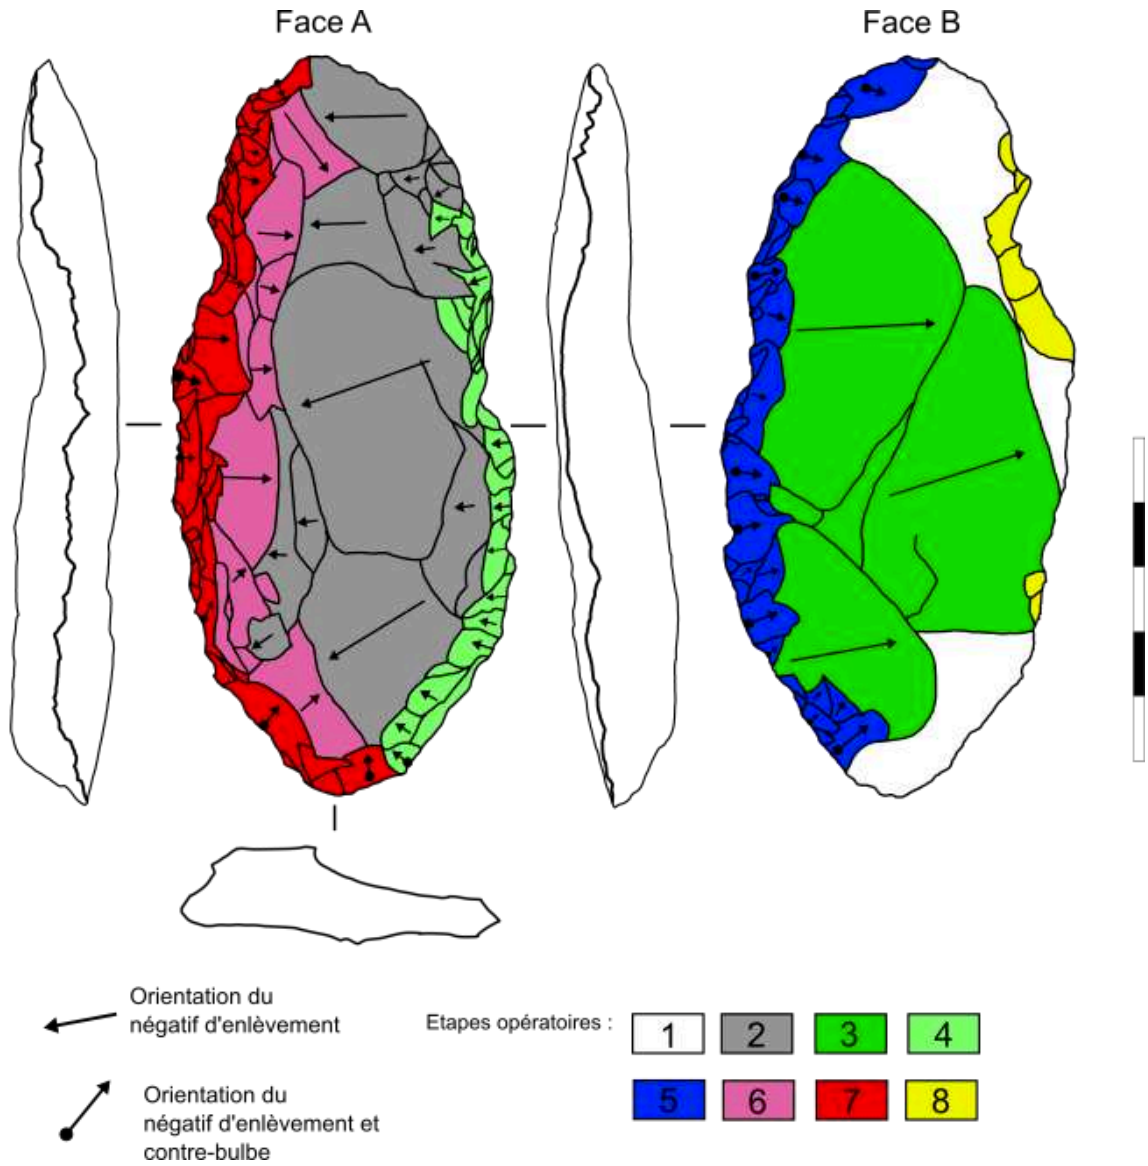 Face A
Face B
Orientation du
négatif d'enlèvement
Orientation du
négatif d'enlèvement et
contre-bulbe
Etapes opératoires :
1 2 3 4
5 6 7 8